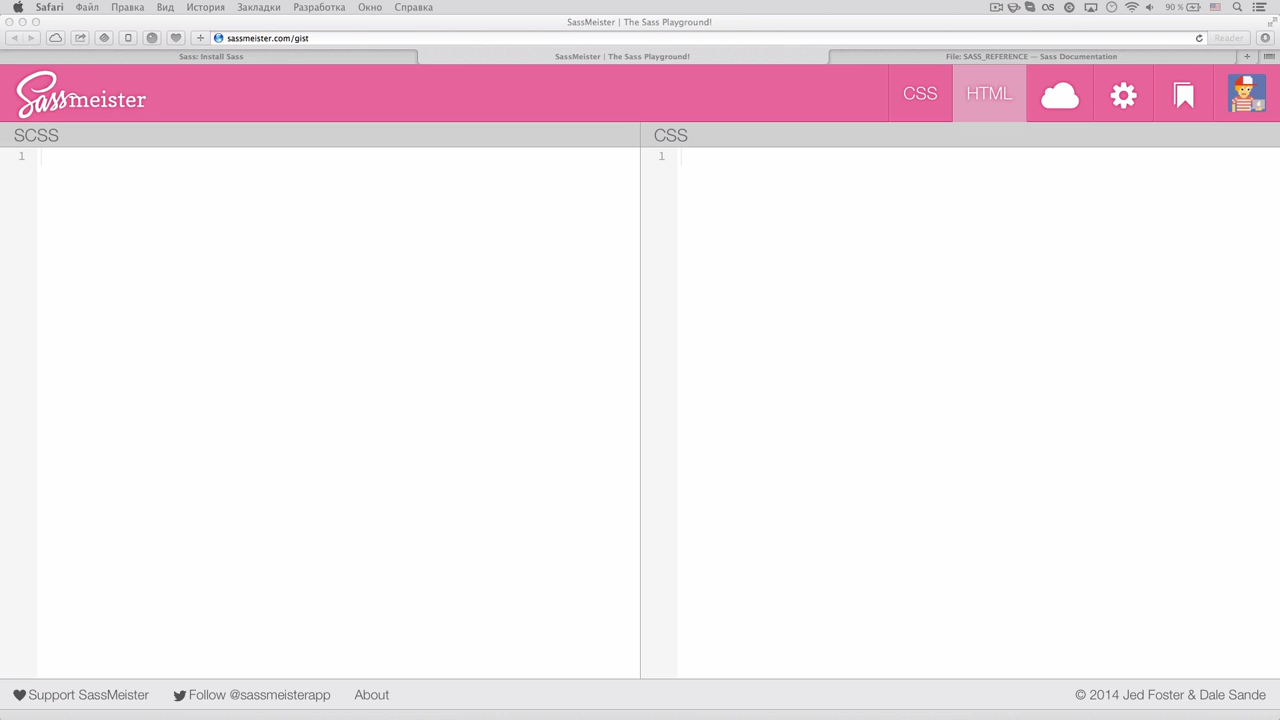 Safari Файл Правка Вид История Закладки Разработка Окно Справка 90 %
SassMeister | The Sass Playground!
sassmeister.com/gist Reader
Sass: Install Sass SassMeister | The Sass Playground! File: SASS_REFERENCE — Sass Documentation
Sassmeister CSS HTML
SCSS CSS
1 1
Support SassMeister Follow @sassmeisterapp About © 2014 Jed Foster & Dale Sande